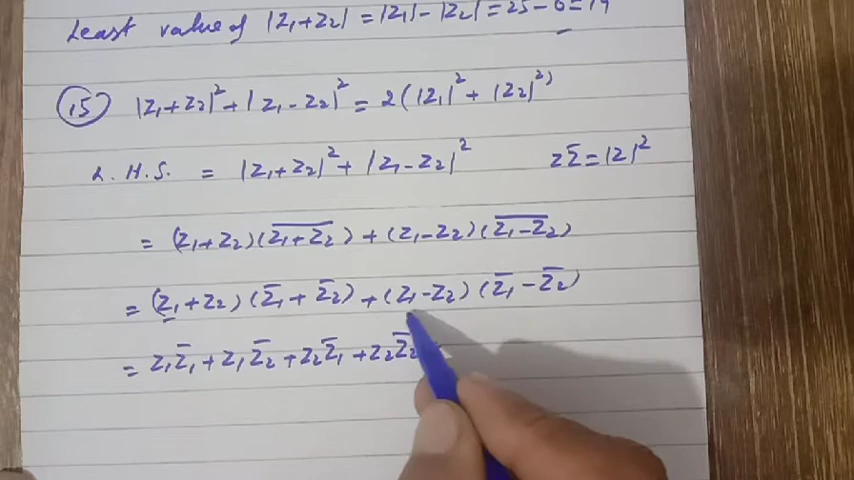 Least value of |Z₁+Z₂| = |Z₁|-|Z₂| = 25-6=19
(15) |Z₁+Z₂|² + |Z₁-Z₂|² = 2(|Z₁|² + |Z₂|²)
L.H.S. = |Z₁+Z₂|² + |Z₁-Z₂|² zz̅=|z|²
= (Z₁+Z₂)(Z̅₁̅+̅Z̅₂̅) + (Z₁-Z₂)(Z̅₁̅-̅Z̅₂̅)
= (Z₁+Z₂)(Z̅₁+Z̅₂) + (Z₁-Z₂)(Z̅₁-Z̅₂)
= Z₁Z̅₁+Z₁Z̅₂+Z₂Z̅₁+Z₂Z̅₂